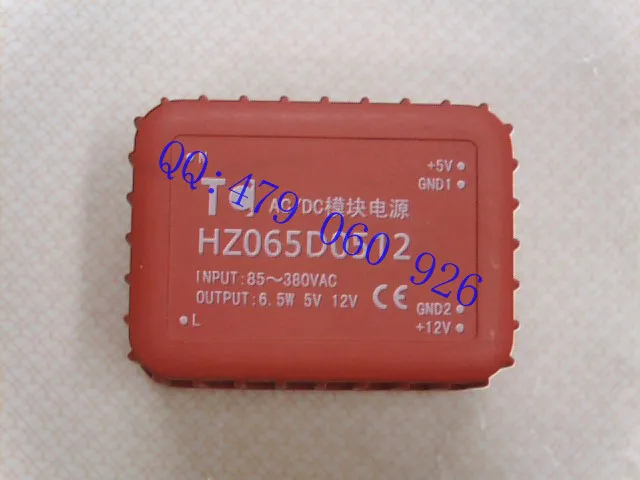 N
+5V
GND1
AC/DC模块电源
HZ065D0512
INPUT:85～380VAC
OUTPUT:6.5W 5V 12V
CE
GND2
+12V
L
QQ:479 060 926